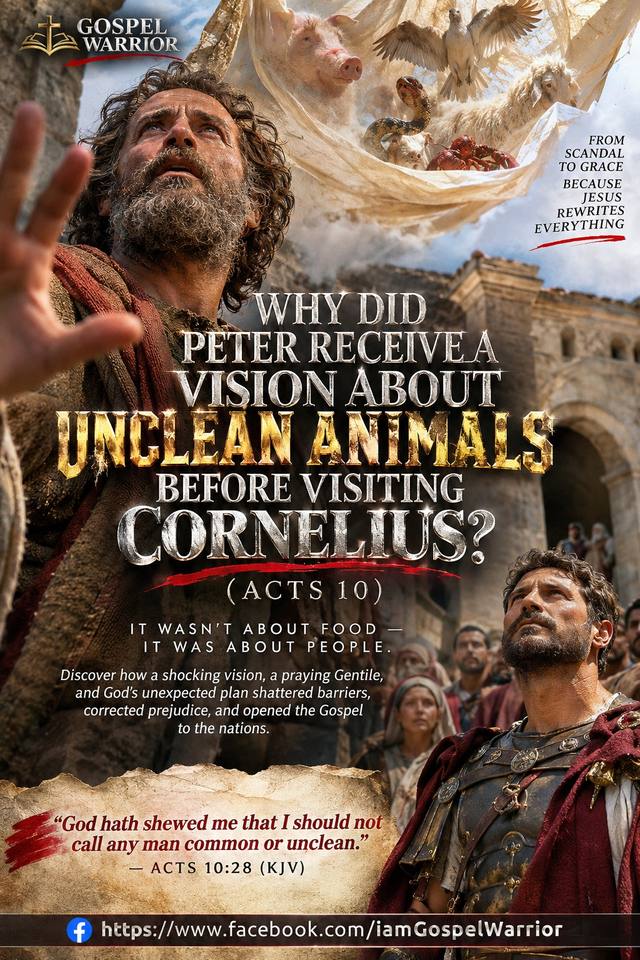 GOSPEL
WARRIOR
FROM
SCANDAL
TO GRACE
BECAUSE
JESUS
REWRITES
EVERYTHING
WHY DID
PETER RECEIVE A
VISION ABOUT
UNCLEAN ANIMALS
BEFORE VISITING
CORNELIUS?
(ACTS 10)
IT WASN'T ABOUT FOOD —
IT WAS ABOUT PEOPLE.
Discover how a shocking vision, a praying Gentile,
and God's unexpected plan shattered barriers,
corrected prejudice, and opened the Gospel
to the nations.
"God hath shewed me that I should not
call any man common or unclean."
— ACTS 10:28 (KJV)
https://www.facebook.com/iamGospelWarrior